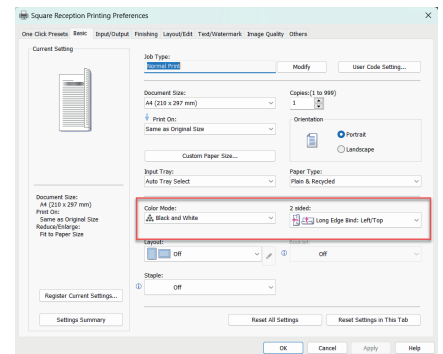 Square Reception Printing Preferences
One Click Presets Basic Input/Output Finishing Layout/Edit Text/Watermark Image Quality Others
Current Setting
Job Type:
Normal Print
Modify
User Code Setting...
Document Size:
A4 (210 x 297 mm)
Copies:(1 to 999)
1
Print On:
Same as Original Size
Orientation
Portrait
Landscape
Custom Paper Size...
Input Tray:
Auto Tray Select
Paper Type:
Plain & Recycled
Document Size:
A4 (210 x 297 mm)
Print On:
Same as Original Size
Reduce/Enlarge:
Fit to Paper Size
Color Mode:
Black and White
2 sided:
Long Edge Bind: Left/Top
Layout:
Off
Booklet:
Off
Staple:
Off
Register Current Settings...
Settings Summary
Reset All Settings
Reset Settings in This Tab
OK
Cancel
Apply
Help